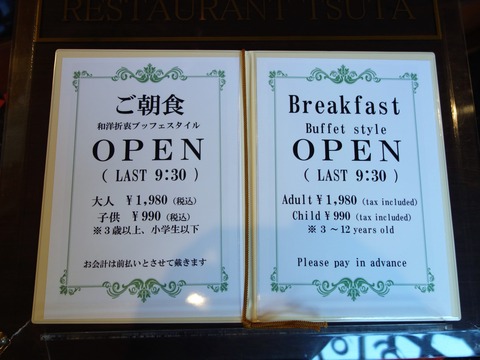 RESTAURANT TSUTA
ご朝食
和洋折衷ブッフェスタイル
OPEN
( LAST 9:30 )
大人 ¥1,980 (税込)
子供 ¥990 (税込)
※3歳以上、小学生以下
お会計は前払いとさせて戴きます
Breakfast
Buffet style
OPEN
( LAST 9:30 )
Adult ¥1,980 (tax included)
Child ¥990 (tax included)
※ 3～12 years old
Please pay in advance